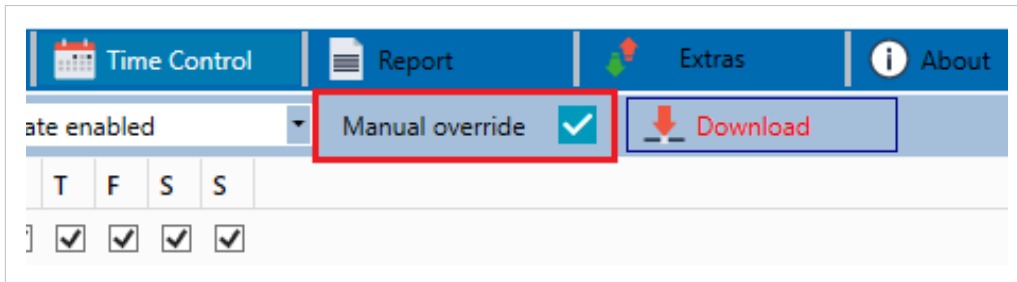 Time Control Report Extras i About
ate enabled Manual override Download
T F S S